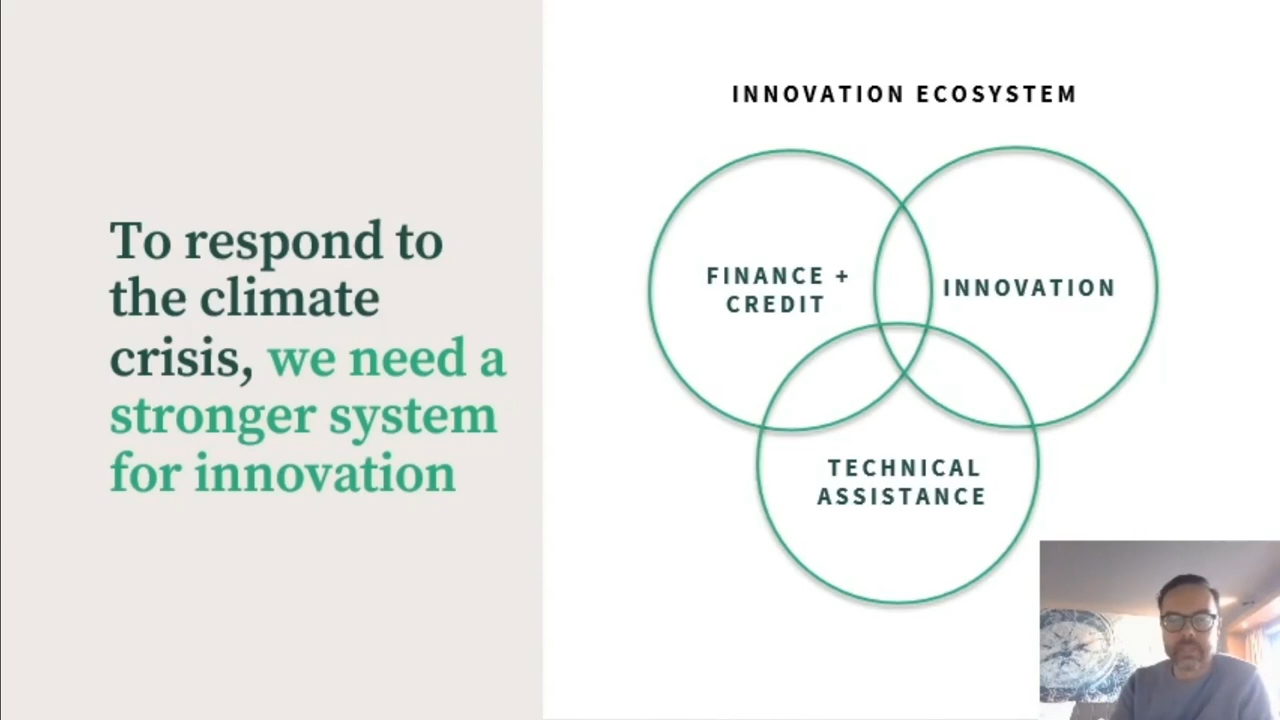 To respond to
the climate
crisis, we need a
stronger system
for innovation
INNOVATION ECOSYSTEM
FINANCE +
CREDIT
INNOVATION
TECHNICAL
ASSISTANCE